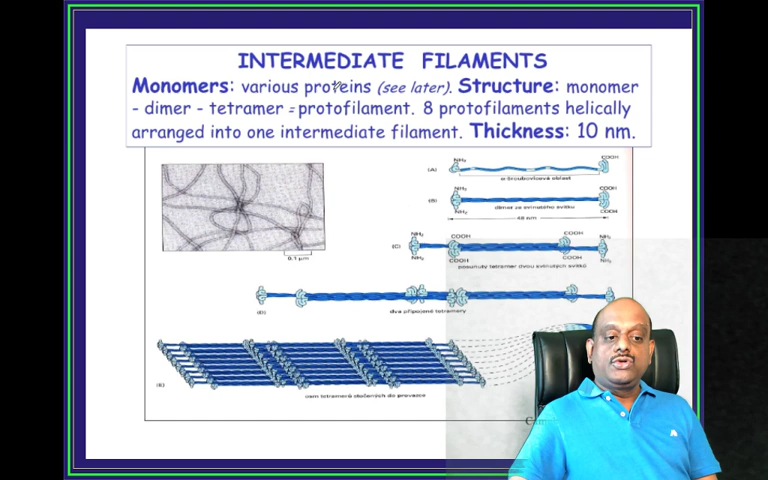 INTERMEDIATE FILAMENTS
Monomers: various proteins (see later). Structure: monomer
- dimer - tetramer = protofilament. 8 protofilaments helically
arranged into one intermediate filament. Thickness: 10 nm.
NH₂ COOH
(A)
α-šroubovicová oblast
NH₂ COOH
(B)
dimer ze svinutého svitku
NH₂ COOH
48 nm
NH₂ COOH COOH NH₂
(C)
NH₂ COOH COOH NH₂
posunutý tetramer dvou svinutých svitků
0.1 µm
(D)
dva připojené tetramery
(E)
osm tetramerů stočených do provazce